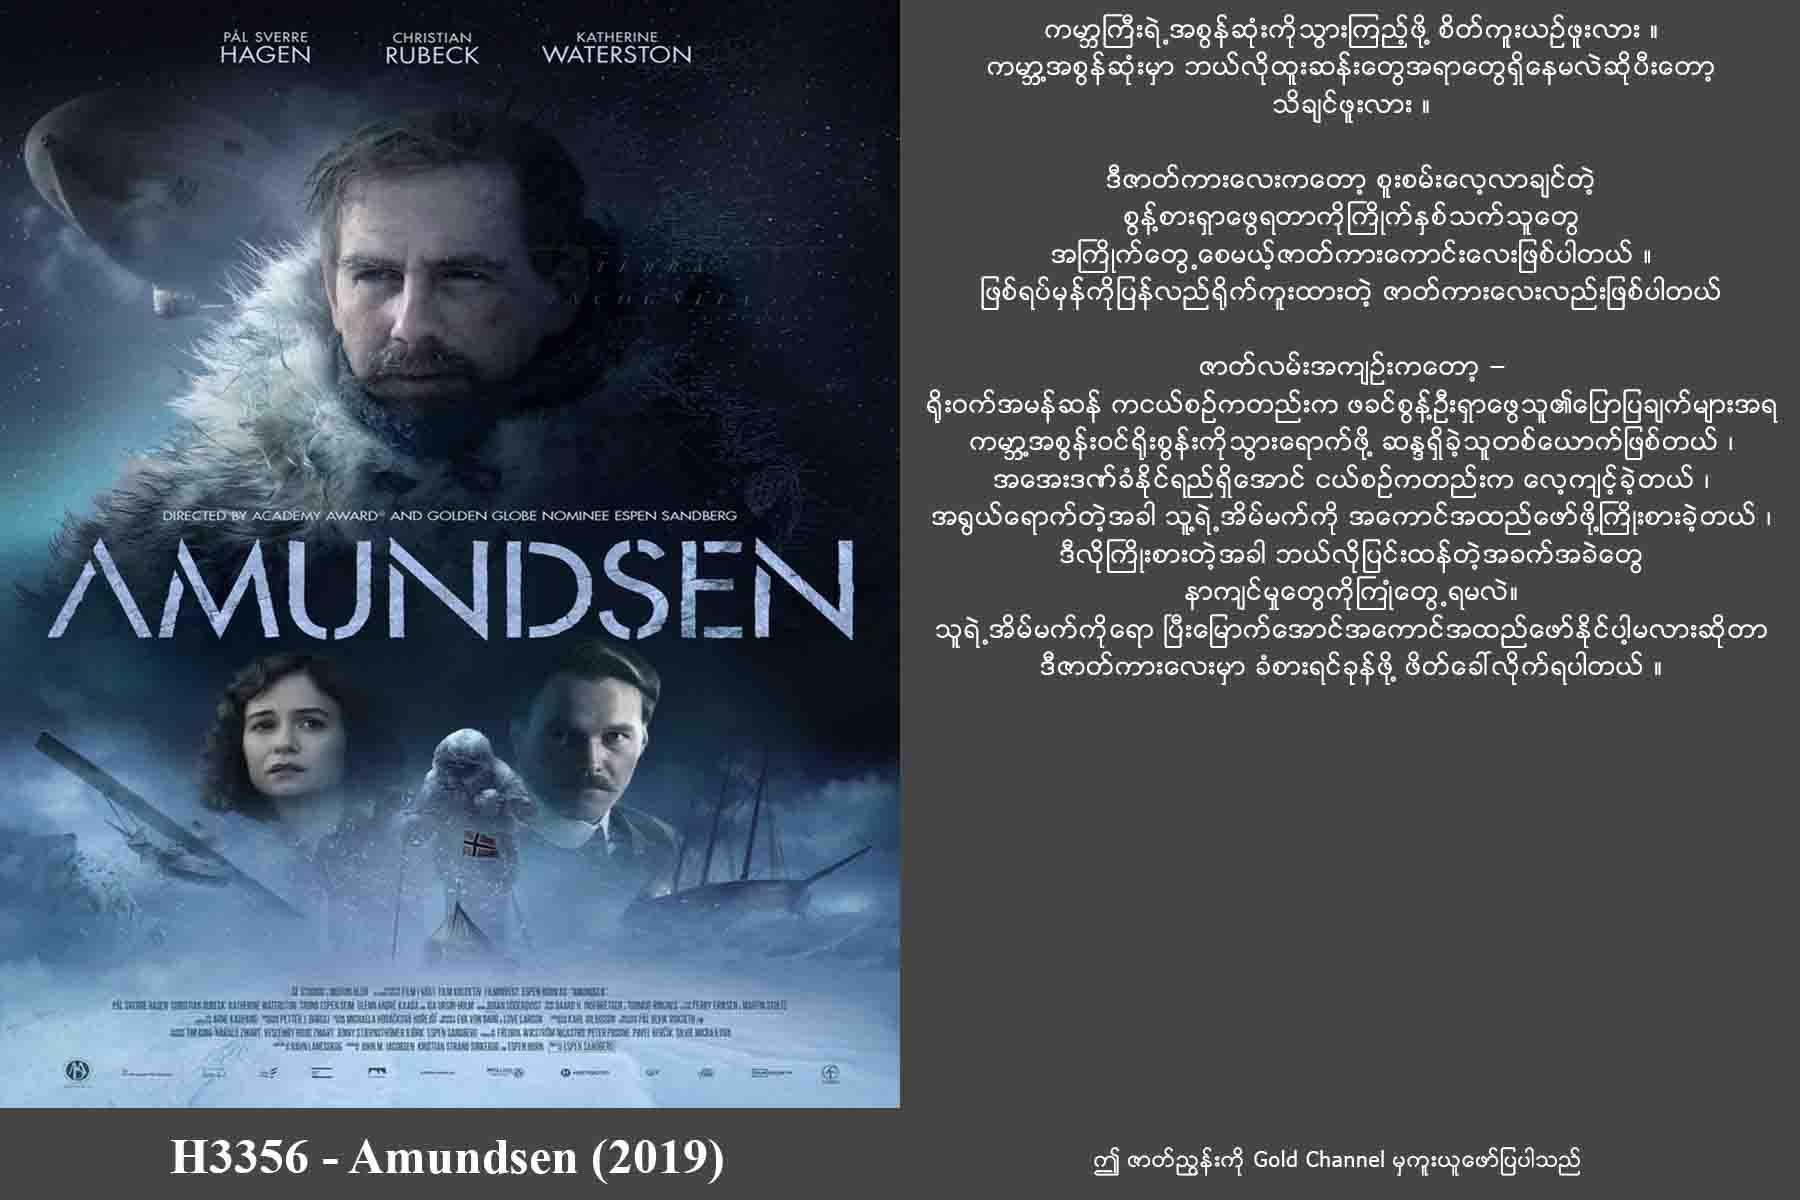 PÅL SVERRE HAGEN
CHRISTIAN RUBECK
KATHERINE WATERSTON
TERRA
INCOGNITA
DIRECTED BY ACADEMY AWARD® AND GOLDEN GLOBE NOMINEE ESPEN SANDBERG
AMUNDSEN
H3356 - Amundsen (2019)
ကမ္ဘာကြီးရဲ့အစွန်ဆုံးကိုသွားကြည့်ဖို့ စိတ်ကူးယဉ်ဖူးလား ။
ကမ္ဘာ့အစွန်ဆုံးမှာ ဘယ်လိုထူးဆန်းတွေအရာတွေရှိနေမလဲဆိုပီးတော့
သိချင်ဖူးလား ။
ဒီဇာတ်ကားလေးကတော့ စူးစမ်းလေ့လာချင်တဲ့
စွန့်စားရှာဖွေရတာကိုကြိုက်နှစ်သက်သူတွေ
အကြိုက်တွေ့စေမယ့်ဇာတ်ကားကောင်းလေးဖြစ်ပါတယ် ။
ဖြစ်ရပ်မှန်ကိုပြန်လည်ရိုက်ကူးထားတဲ့ ဇာတ်ကားလေးလည်းဖြစ်ပါတယ်
ဇာတ်လမ်းအကျဉ်းကတော့ –
ရိုးဝက်အမန်ဆန် ကငယ်စဉ်ကတည်းက ဖခင်စွန့်ဦးရှာဖွေသူ၏ပြောပြချက်များအရ
ကမ္ဘာ့အစွန်းဝင်ရိုးစွန်းကိုသွားရောက်ဖို့ ဆန္ဒရှိခဲ့သူတစ်ယောက်ဖြစ်တယ် ၊
အအေးဒဏ်ခံနိုင်ရည်ရှိအောင် ငယ်စဉ်ကတည်းက လေ့ကျင့်ခဲ့တယ် ၊
အရွယ်ရောက်တဲ့အခါ သူ့ရဲ့အိမ်မက်ကို အကောင်အထည်ဖော်ဖို့ကြိုးစားခဲ့တယ် ၊
ဒီလိုကြိုးစားတဲ့အခါ ဘယ်လိုပြင်းထန်တဲ့အခက်အခဲတွေ
နာကျင်မှုတွေကိုကြုံတွေ့ရမလဲ။
သူရဲ့အိမ်မက်ကိုရော ပြီးမြောက်အောင်အကောင်အထည်ဖော်နိုင်ပါ့မလားဆိုတာ
ဒီဇာတ်ကားလေးမှာ ခံစားရင်ခုန်ဖို့ ဖိတ်ခေါ်လိုက်ရပါတယ် ။
ဤ ဇာတ်ညွှန်းကို Gold Channel မှကူးယူဖော်ပြပါသည်